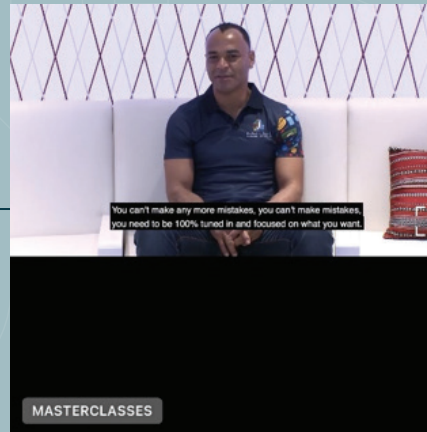 You can't make any more mistakes, you can't make mistakes,
you need to be 100% tuned in and focused on what you want.
MASTERCLASSES